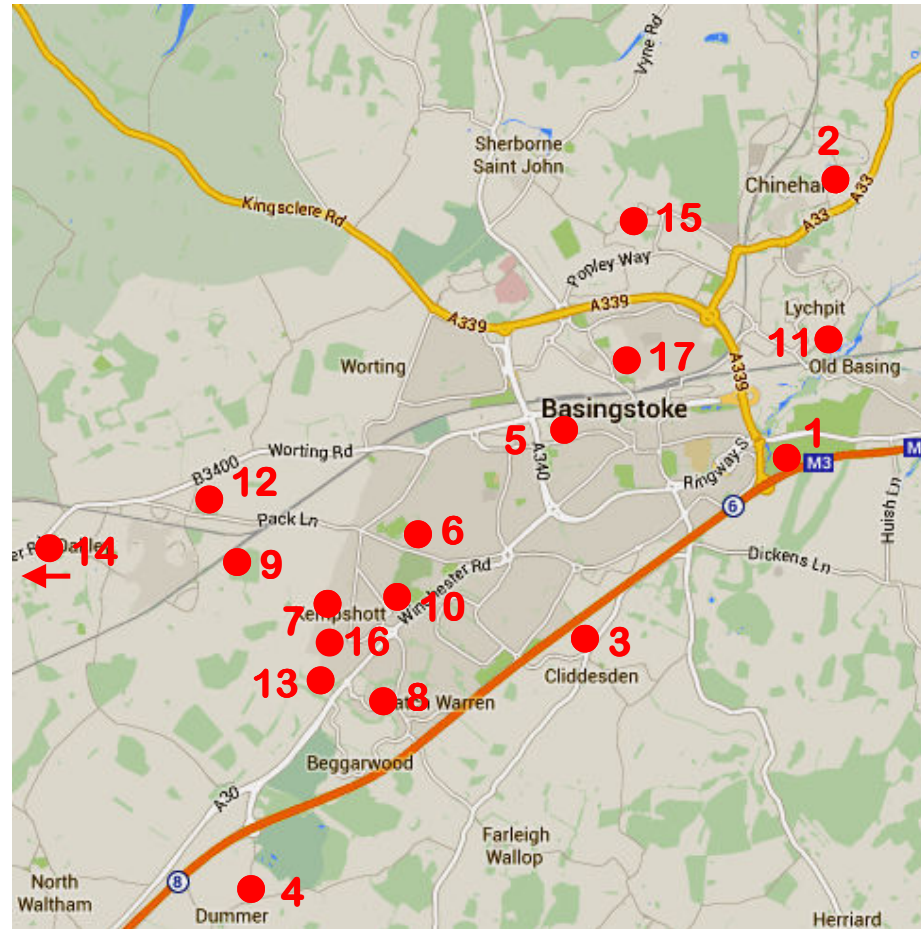 Vyne Rd
Sherborne
Saint John
2
Chineha
A33
A33
Kingsclere Rd
15
Popley Way
A339
A339
Lychpit
11
Old Basing
Worting
17
A339
Basingstoke
5
A340
1
M3
M
Worting Rd
B3400
Ringway S
12
6
Huish Ln
Pack Ln
6
14
9
Dickens Ln
Winchester Rd
10
7
empshott
16
3
13
Cliddesden
8
Warren
Beggarwood
A30
Farleigh
Wallop
8
4
North
Waltham
Dummer
Herriard